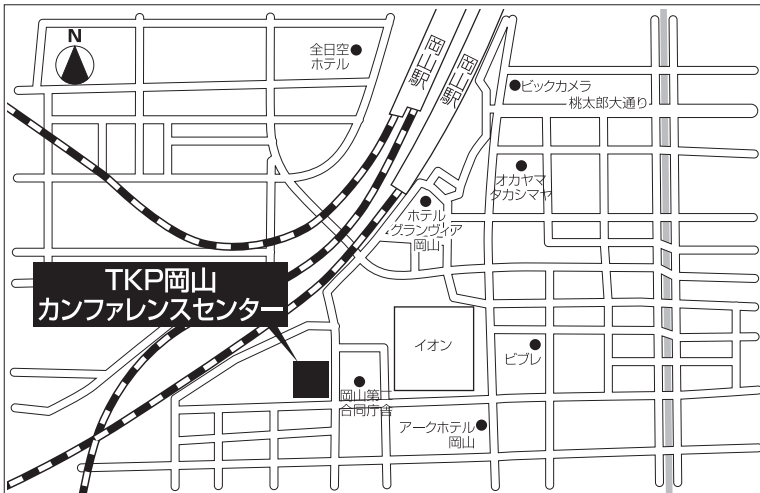 N
全日空
ホテル
岡山駅
岡山駅
ビックカメラ
桃太郎大通り
オカヤマ
タカシマヤ
ホテル
グランヴィア
岡山
TKP岡山
カンファレンスセンター
イオン
ビブレ
岡山第二
合同庁舎
アークホテル
岡山